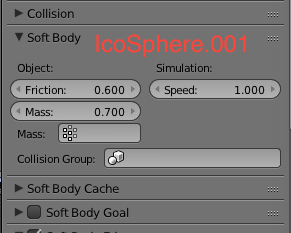 Collision
Soft Body
IcoSphere.001
Object:
Simulation:
Friction: 0.600
Speed: 1.000
Mass: 0.700
Mass:
Collision Group:
Soft Body Cache
Soft Body Goal